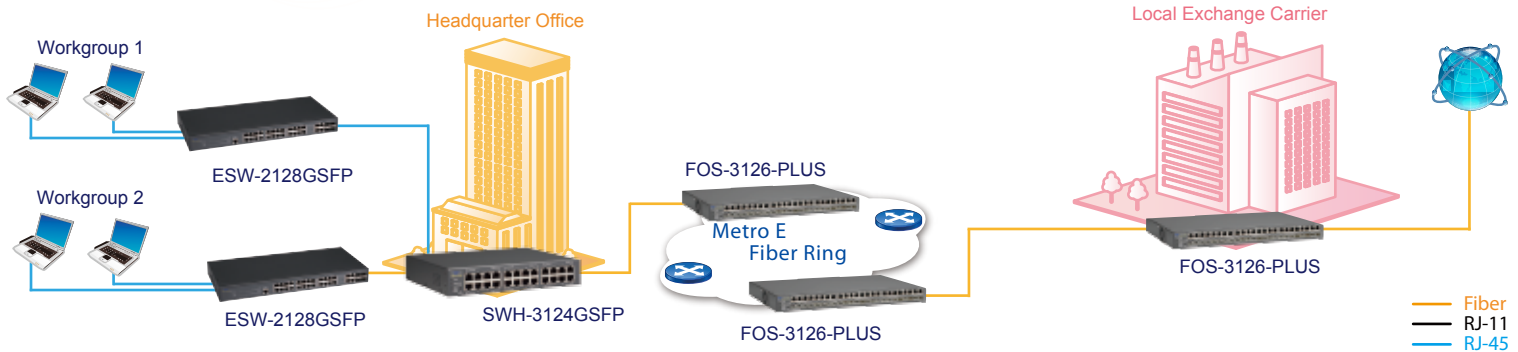 Headquarter Office
Local Exchange Carrier
Workgroup 1
ESW-2128GSFP
FOS-3126-PLUS
Workgroup 2
Metro E
Fiber Ring
FOS-3126-PLUS
ESW-2128GSFP
SWH-3124GSFP
FOS-3126-PLUS
Fiber
RJ-11
RJ-45